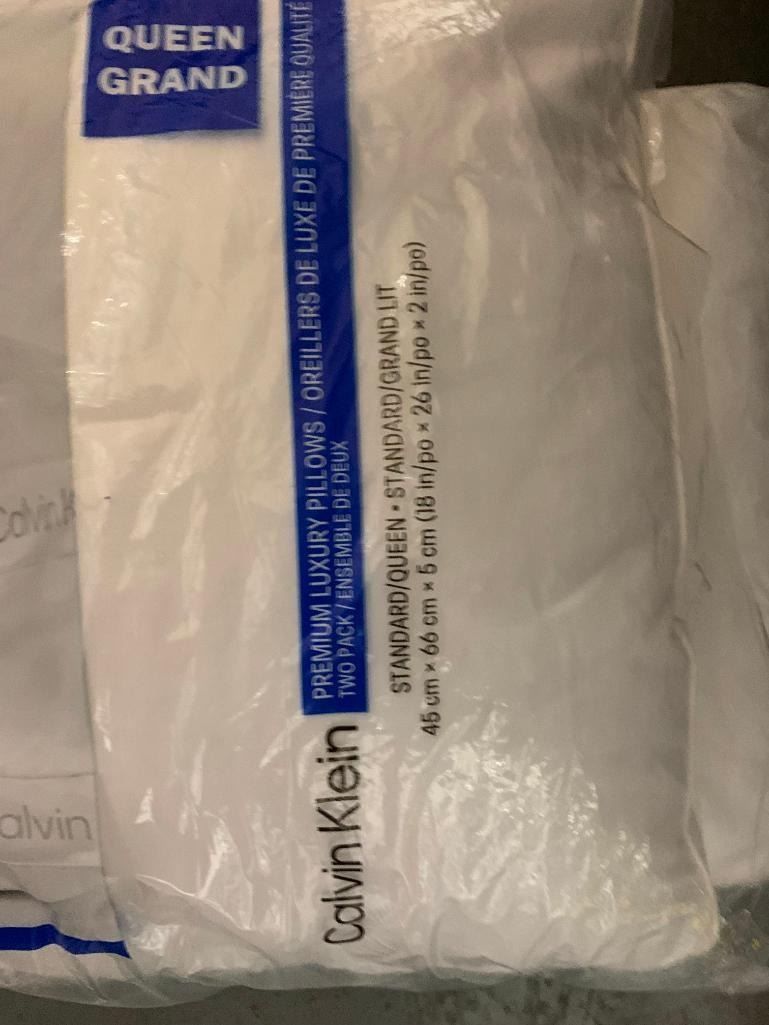 QUEEN
GRAND
PREMIUM LUXURY PILLOWS / OREILLERS DE LUXE DE PREMIÈRE QUALITÉ
TWO PACK / ENSEMBLE DE DEUX
Calvin Klein
STANDARD/QUEEN • STANDARD/GRAND LIT
45 cm × 66 cm × 5 cm (18 in/po × 26 in/po × 2 in/po)
Calvin K
alvin